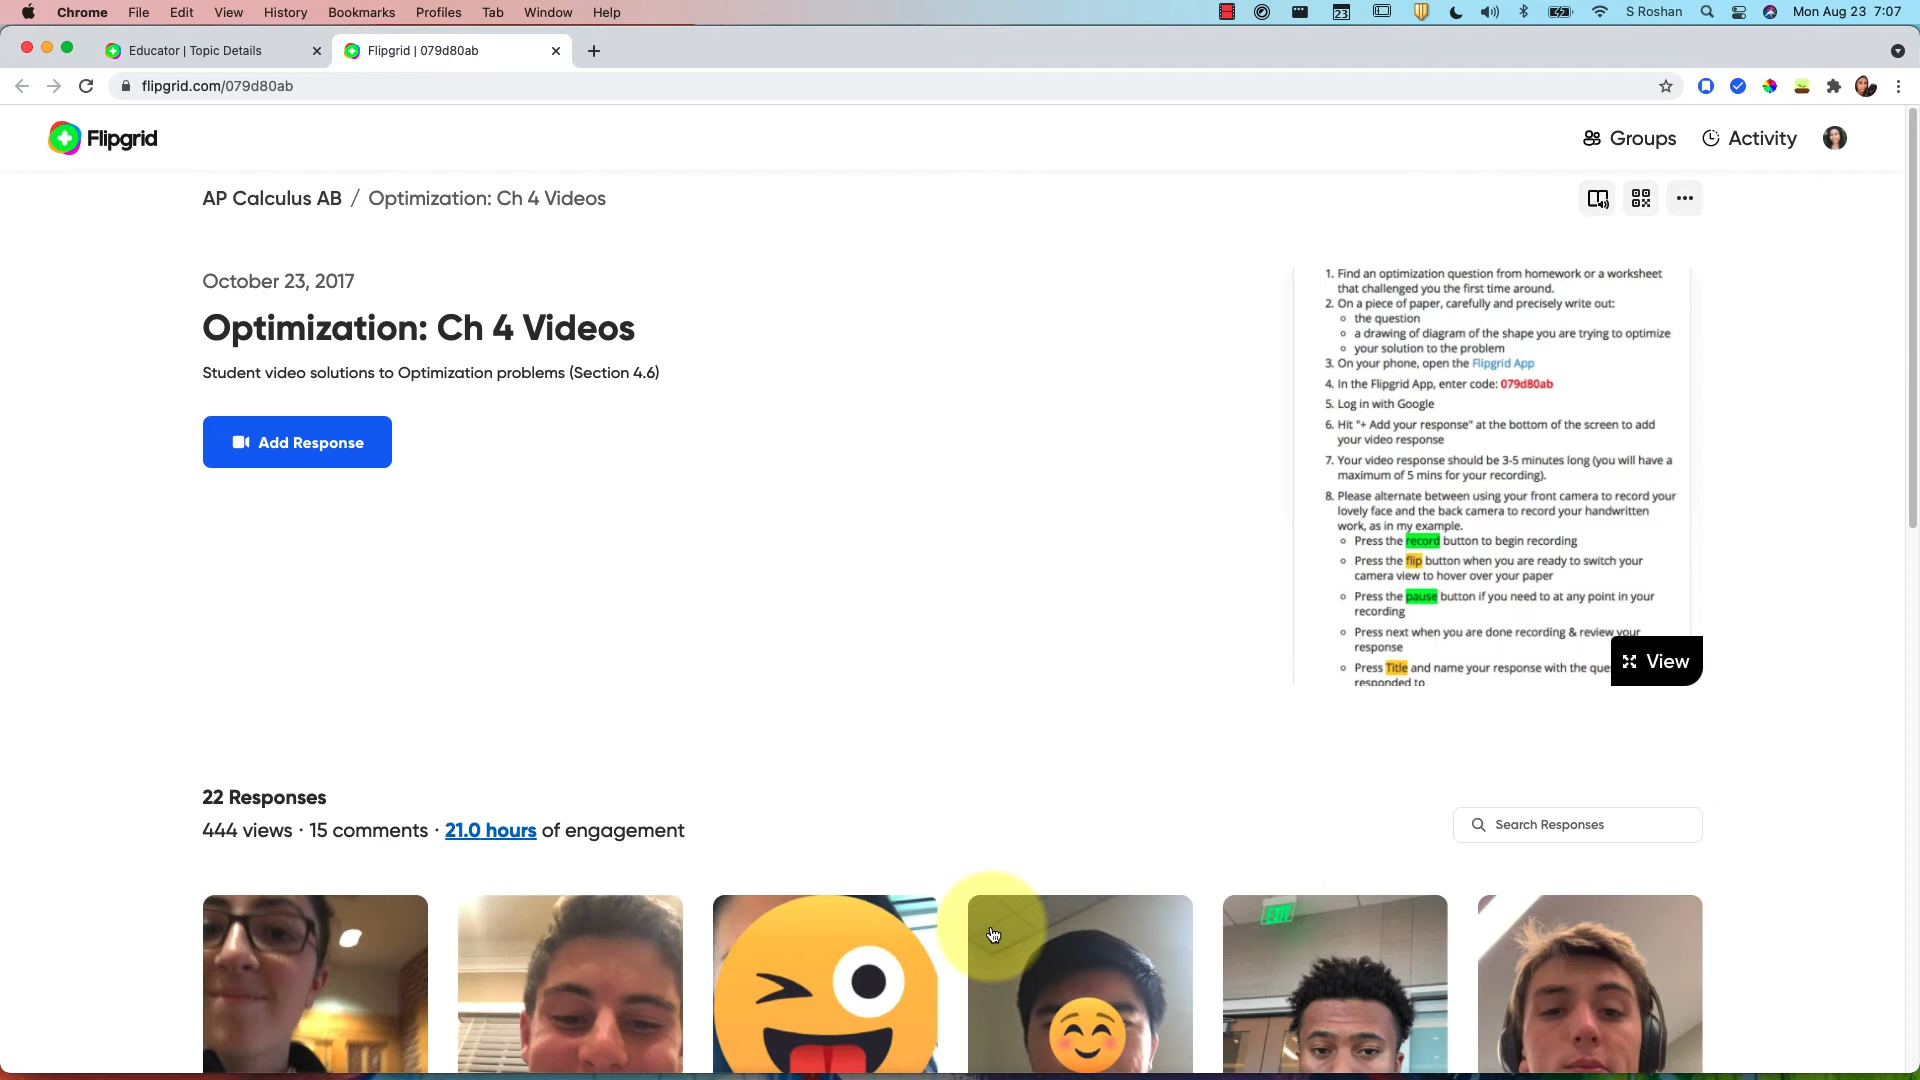 Chrome File Edit View History Bookmarks Profiles Tab Window Help 23 S Roshan Mon Aug 23 7:07
Educator | Topic Details
Flipgrid | 079d80ab
flipgrid.com/079d80ab
Flipgrid
Groups
Activity
AP Calculus AB / Optimization: Ch 4 Videos
October 23, 2017
Optimization: Ch 4 Videos
Student video solutions to Optimization problems (Section 4.6)
Add Response
1. Find an optimization question from homework or a worksheet
that challenged you the first time around.
2. On a piece of paper, carefully and precisely write out:
the question
a drawing of diagram of the shape you are trying to optimize
your solution to the problem
3. On your phone, open the Flipgrid App
4. In the Flipgrid App, enter code: 079d80ab
5. Log in with Google
6. Hit "+ Add your response" at the bottom of the screen to add
your video response
7. Your video response should be 3-5 minutes long (you will have a
maximum of 5 mins for your recording).
8. Please alternate between using your front camera to record your
lovely face and the back camera to record your handwritten
work, as in my example.
Press the record button to begin recording
Press the flip button when you are ready to switch your
camera view to hover over your paper
Press the pause button if you need to at any point in your
recording
Press next when you are done recording & review your
response
Press Title and name your response with the que
responded to
View
22 Responses
444 views · 15 comments · 21.0 hours of engagement
Search Responses
EXIT